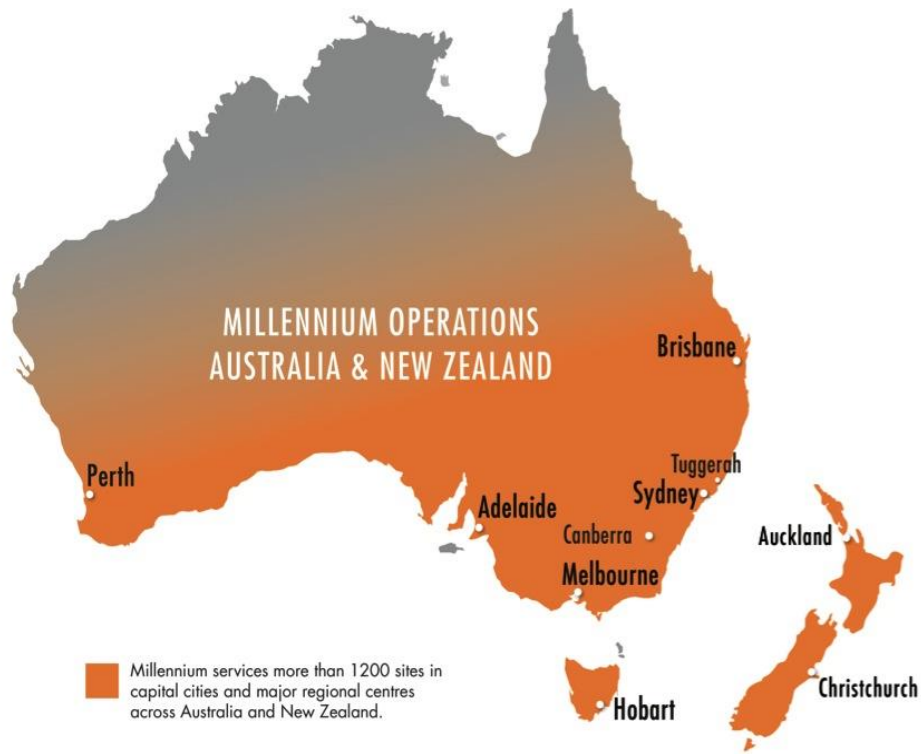 MILLENNIUM OPERATIONS
AUSTRALIA & NEW ZEALAND
Brisbane
Perth
Tuggerah
Sydney
Adelaide
Canberra
Auckland
Melbourne
Millennium services more than 1200 sites in
capital cities and major regional centres
across Australia and New Zealand.
Christchurch
Hobart